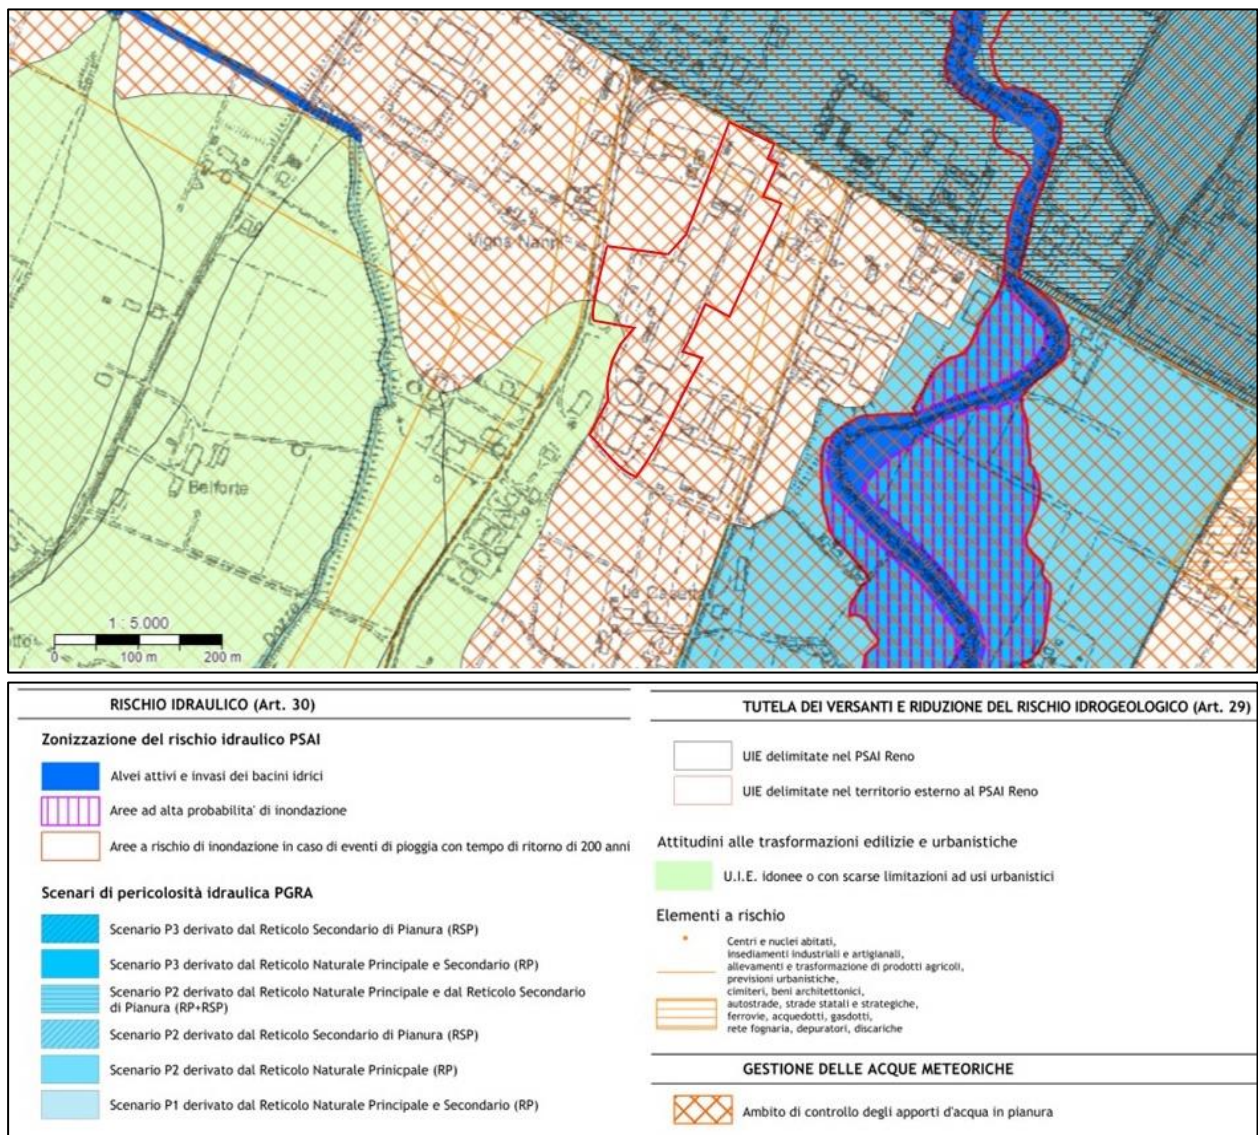 Vigna Nanni
Belforte
La Casetta
Dozza
1 : 5.000
0 100 m 200 m
RISCHIO IDRAULICO (Art. 30)
Zonizzazione del rischio idraulico PSAI
Alvei attivi e invasi dei bacini idrici
Aree ad alta probabilita' di inondazione
Aree a rischio di inondazione in caso di eventi di pioggia con tempo di ritorno di 200 anni
Scenari di pericolosità idraulica PGRA
Scenario P3 derivato dal Reticolo Secondario di Pianura (RSP)
Scenario P3 derivato dal Reticolo Naturale Principale e Secondario (RP)
Scenario P2 derivato dal Reticolo Naturale Principale e dal Reticolo Secondario
di Pianura (RP+RSP)
Scenario P2 derivato dal Reticolo Secondario di Pianura (RSP)
Scenario P2 derivato dal Reticolo Naturale Prinicpale (RP)
Scenario P1 derivato dal Reticolo Naturale Principale e Secondario (RP)
TUTELA DEI VERSANTI E RIDUZIONE DEL RISCHIO IDROGEOLOGICO (Art. 29)
UIE delimitate nel PSAI Reno
UIE delimitate nel territorio esterno al PSAI Reno
Attitudini alle trasformazioni edilizie e urbanistiche
U.I.E. idonee o con scarse limitazioni ad usi urbanistici
Elementi a rischio
Centri e nuclei abitati,
insediamenti industriali e artigianali,
allevamenti e trasformazione di prodotti agricoli,
previsioni urbanistiche,
cimiteri, beni architettonici,
autostrade, strade statali e strategiche,
ferrovie, acquedotti, gasdotti,
rete fognaria, depuratori, discariche
GESTIONE DELLE ACQUE METEORICHE
Ambito di controllo degli apporti d'acqua in pianura